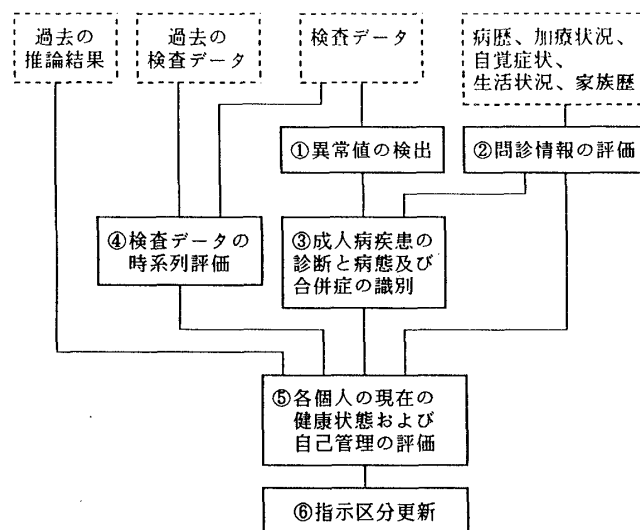 過去の
推論結果
過去の
検査データ
検査データ
病歴、加療状況、
自覚症状、
生活状況、家族歴
①異常値の検出
②問診情報の評価
④検査データの
時系列評価
③成人病疾患の
診断と病態及び
合併症の識別
⑤各個人の現在の
健康状態および
自己管理の評価
⑥指示区分更新